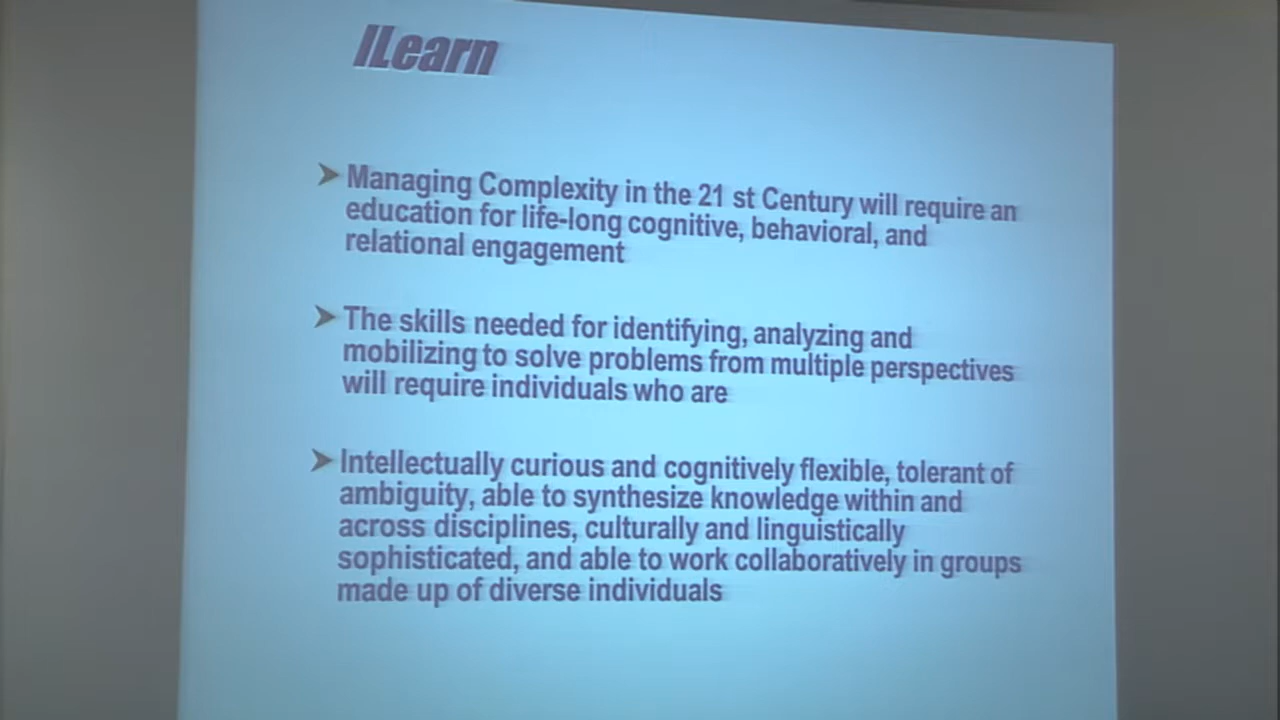 ILearn
Managing Complexity in the 21 st Century will require an
education for life-long cognitive, behavioral, and
relational engagement
The skills needed for identifying, analyzing and
mobilizing to solve problems from multiple perspectives
will require individuals who are
Intellectually curious and cognitively flexible, tolerant of
ambiguity, able to synthesize knowledge within and
across disciplines, culturally and linguistically
sophisticated, and able to work collaboratively in groups
made up of diverse individuals